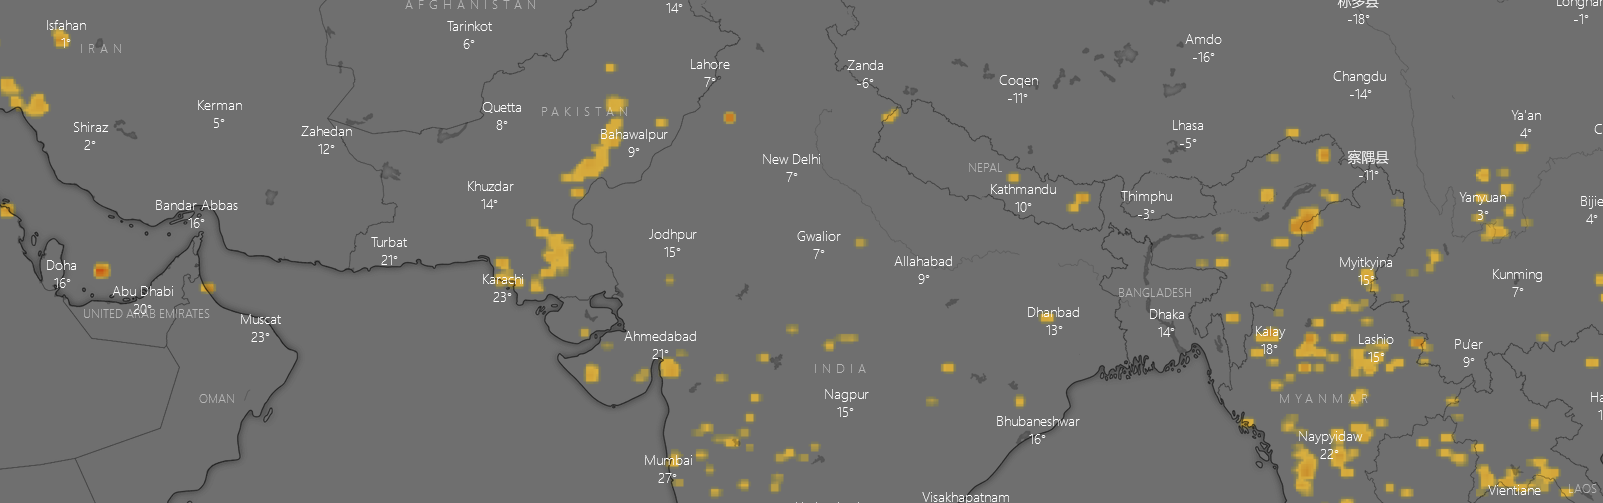 AFGHANISTAN
14°
称多县
-18°
-1°
Isfahan
1°
IRAN
Tarinkot
6°
Amdo
-16°
Lahore
7°
Zanda
-6°
Coqen
-11°
Changdu
-14°
Kerman
5°
Quetta
8°
PAKISTAN
Ya'an
4°
Shiraz
2°
Zahedan
12°
Bahawalpur
9°
Lhasa
-5°
New Delhi
7°
NEPAL
察隅县
-11°
Khuzdar
14°
Kathmandu
10°
Thimphu
-3°
Yanyuan
3°
Bijie
4°
Bandar Abbas
16°
Turbat
21°
Jodhpur
15°
Gwalior
7°
Allahabad
9°
Doha
16°
Karachi
23°
Myitkyina
15°
Kunming
7°
Abu Dhabi
20°
UNITED ARAB EMIRATES
BANGLADESH
Muscat
23°
Dhanbad
13°
Dhaka
14°
Ahmedabad
21°
Kalay
18°
Lashio
15°
Pu'er
9°
INDIA
OMAN
Nagpur
15°
MYANMAR
Ha
Bhubaneshwar
16°
Naypyidaw
22°
Mumbai
27°
Vientiane
LAOS
Visakhapatnam